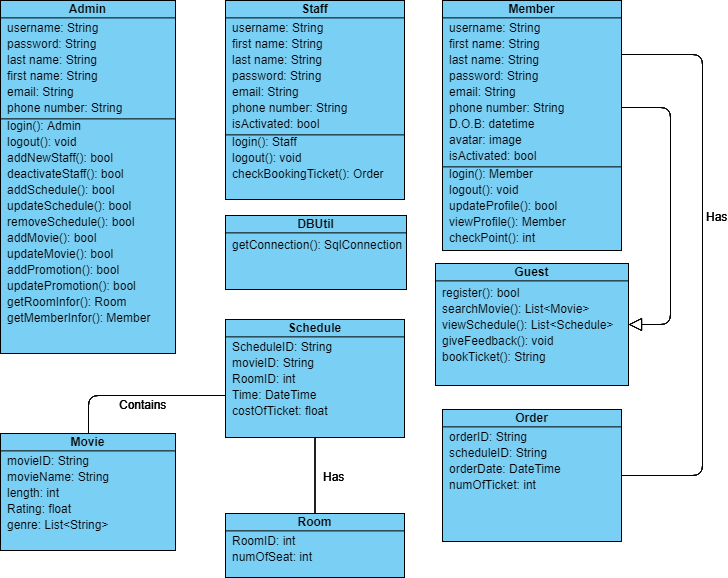 Admin
username: String
password: String
last name: String
first name: String
email: String
phone number: String
login(): Admin
logout(): void
addNewStaff(): bool
deactivateStaff(): bool
addSchedule(): bool
updateSchedule(): bool
removeSchedule(): bool
addMovie(): bool
updateMovie(): bool
addPromotion(): bool
updatePromotion(): bool
getRoomInfor(): Room
getMemberInfor(): Member
Staff
username: String
first name: String
last name: String
password: String
email: String
phone number: String
isActivated: bool
login(): Staff
logout(): void
checkBookingTicket(): Order
Member
username: String
first name: String
last name: String
password: String
email: String
phone number: String
D.O.B: datetime
avatar: image
isActivated: bool
login(): Member
logout(): void
updateProfile(): bool
viewProfile(): Member
checkPoint(): int
Has
DBUtil
getConnection(): SqlConnection
Guest
register(): bool
searchMovie(): List<Movie>
viewSchedule(): List<Schedule>
giveFeedback(): void
bookTicket(): String
Schedule
ScheduleID: String
movieID: String
RoomID: int
Time: DateTime
costOfTicket: float
Contains
Order
orderID: String
scheduleID: String
orderDate: DateTime
numOfTicket: int
Movie
movieID: String
movieName: String
length: int
Rating: float
genre: List<String>
Has
Room
RoomID: int
numOfSeat: int